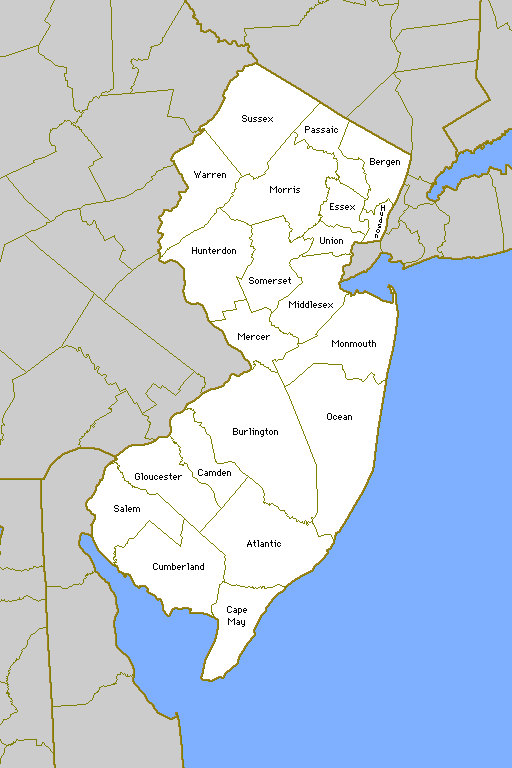 Sussex
Passaic
Bergen
Warren
Morris
Essex
Hudson
Union
Hunterdon
Somerset
Middlesex
Mercer
Monmouth
Ocean
Burlington
Camden
Gloucester
Salem
Atlantic
Cumberland
Cape
May